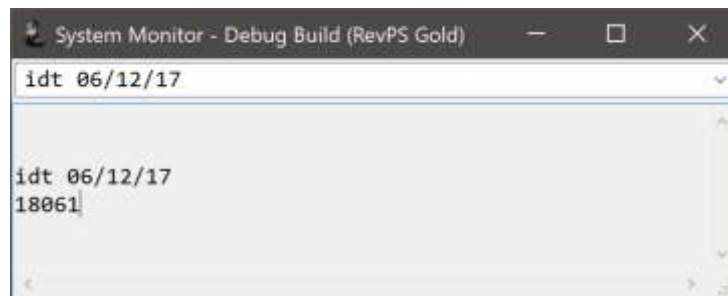 System Monitor - Debug Build (RevPS Gold)
idt 06/12/17
idt 06/12/17
18061